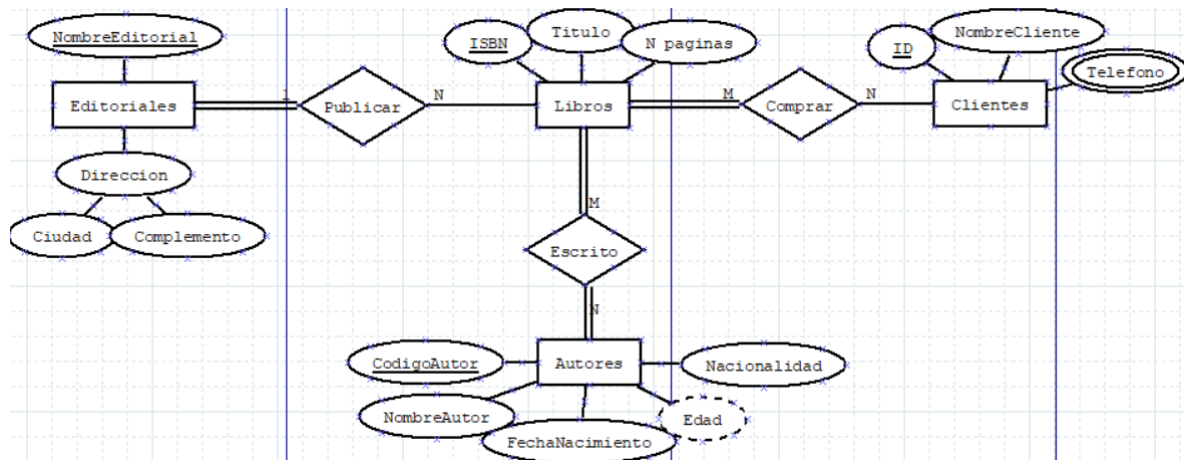 NombreEditorial
ISBN
Titulo
N paginas
ID
NombreCliente
Telefono
Editoriales
1
Publicar
N
Libros
M
Comprar
N
Clientes
Direccion
Ciudad
Complemento
M
Escrito
N
CodigoAutor
Autores
Nacionalidad
NombreAutor
FechaNacimiento
Edad